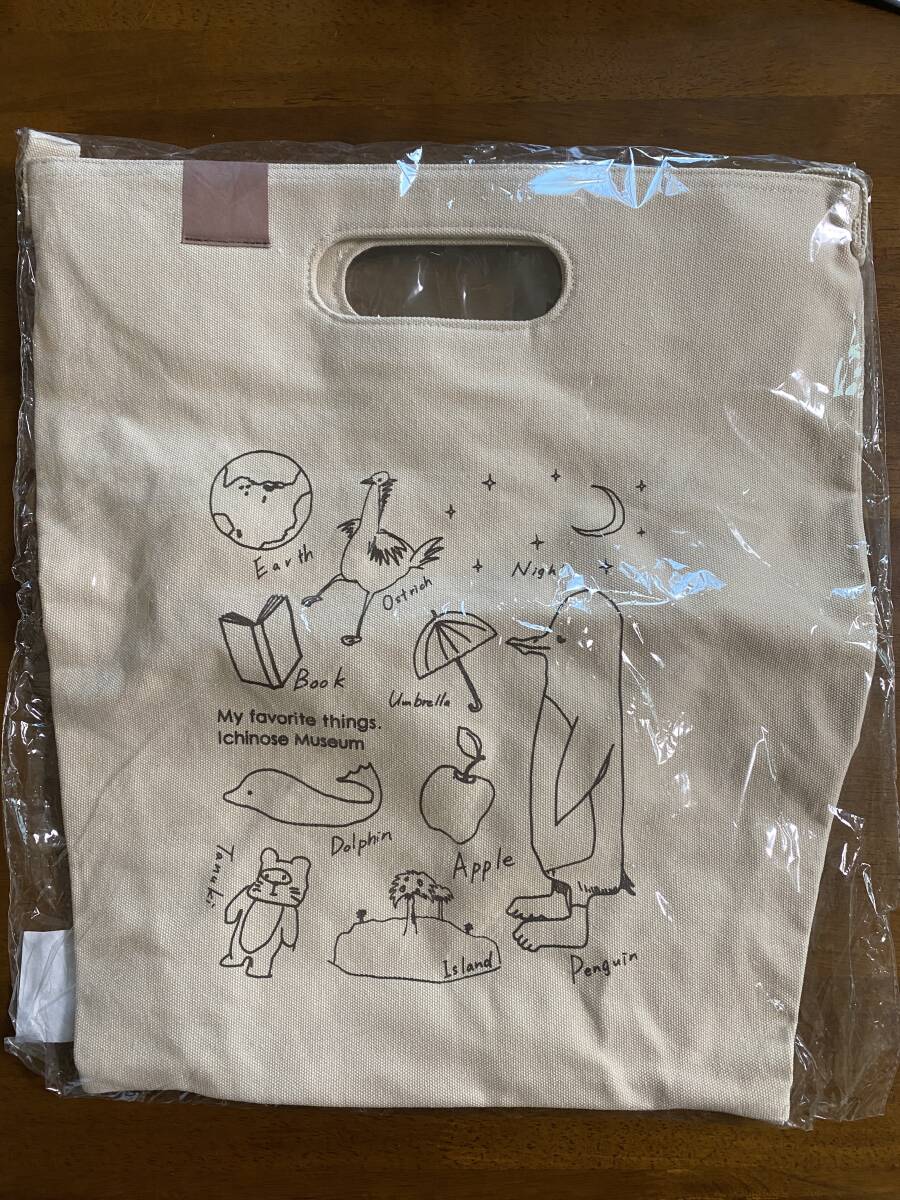 Earth
Ostrich
Night
Book
Umbrella
My favorite things.
Ichinose Museum
Dolphin
Apple
Tanuki
Island
Penguin